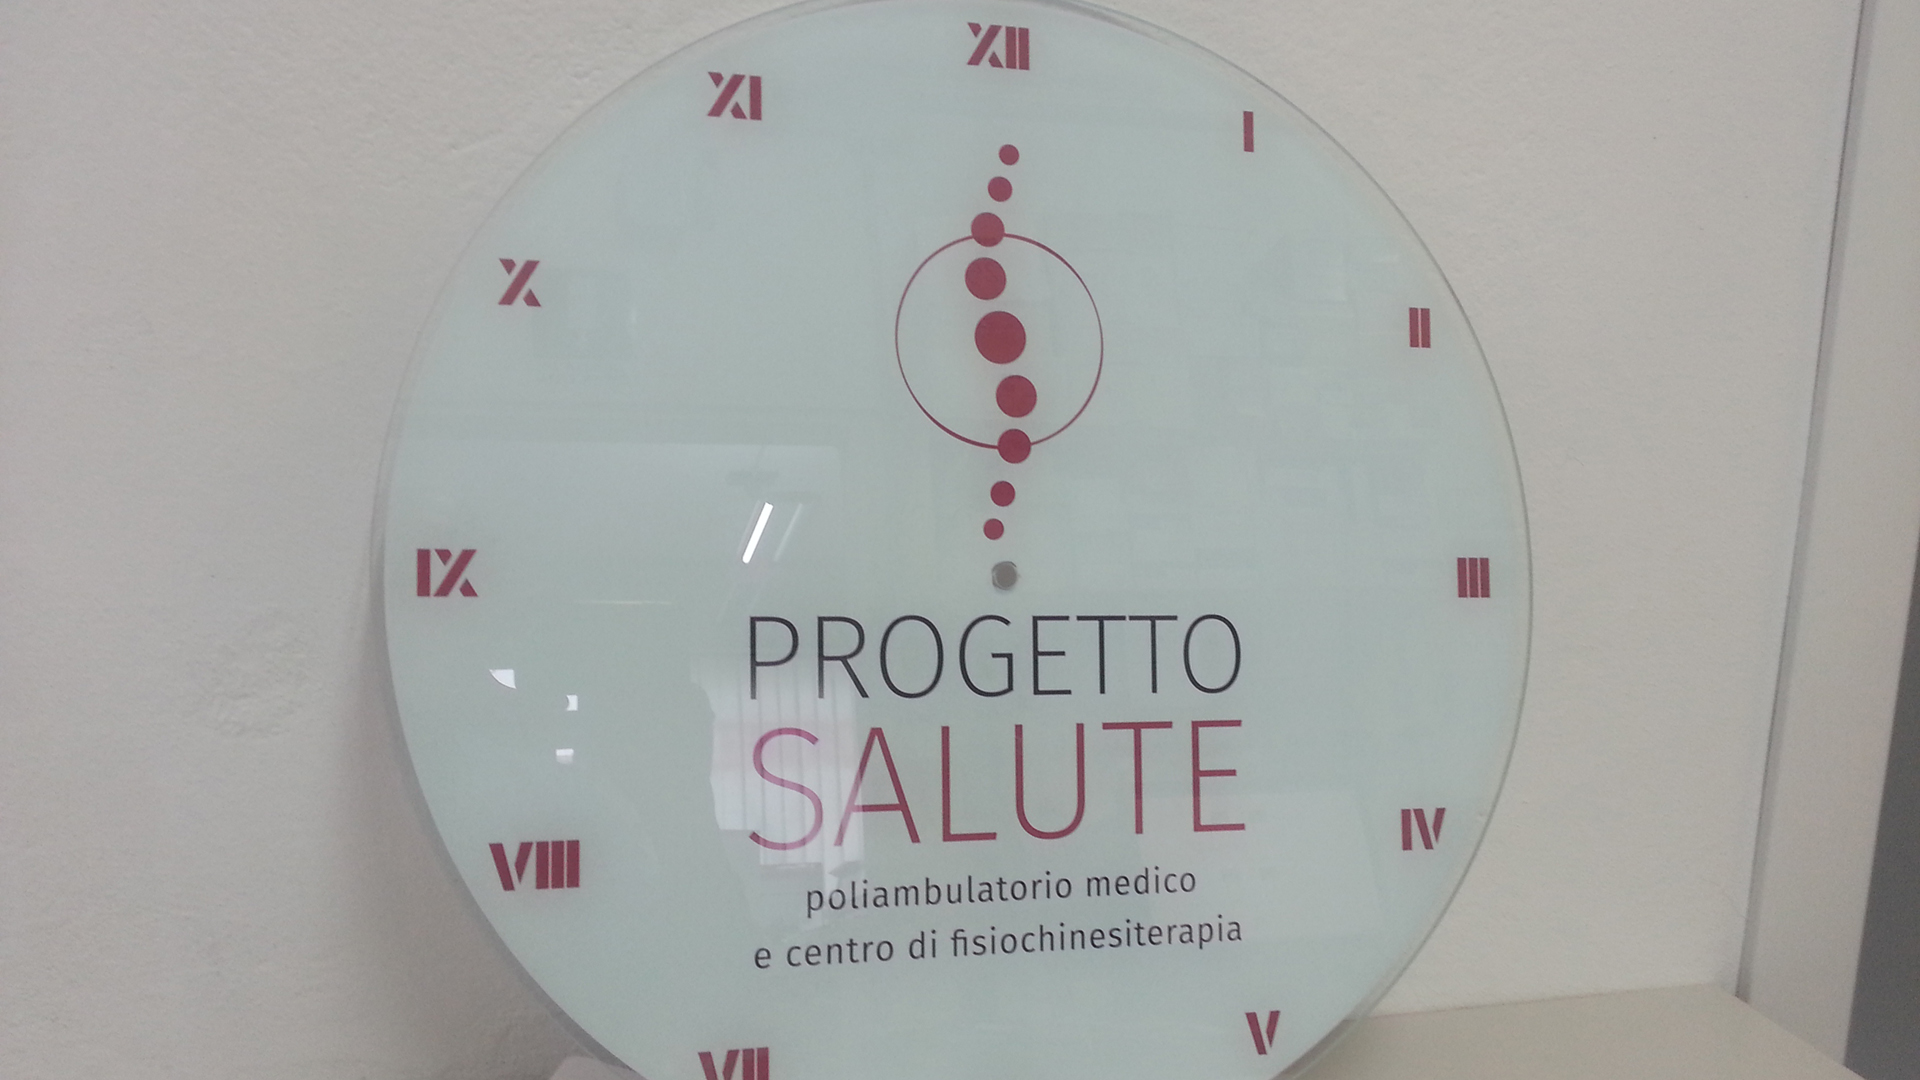 XII
XI
I
X
II
IX
III
PROGETTO
SALUTE
VIII
IV
poliambulatorio medico
e centro di fisiochinesiterapia
V
VII